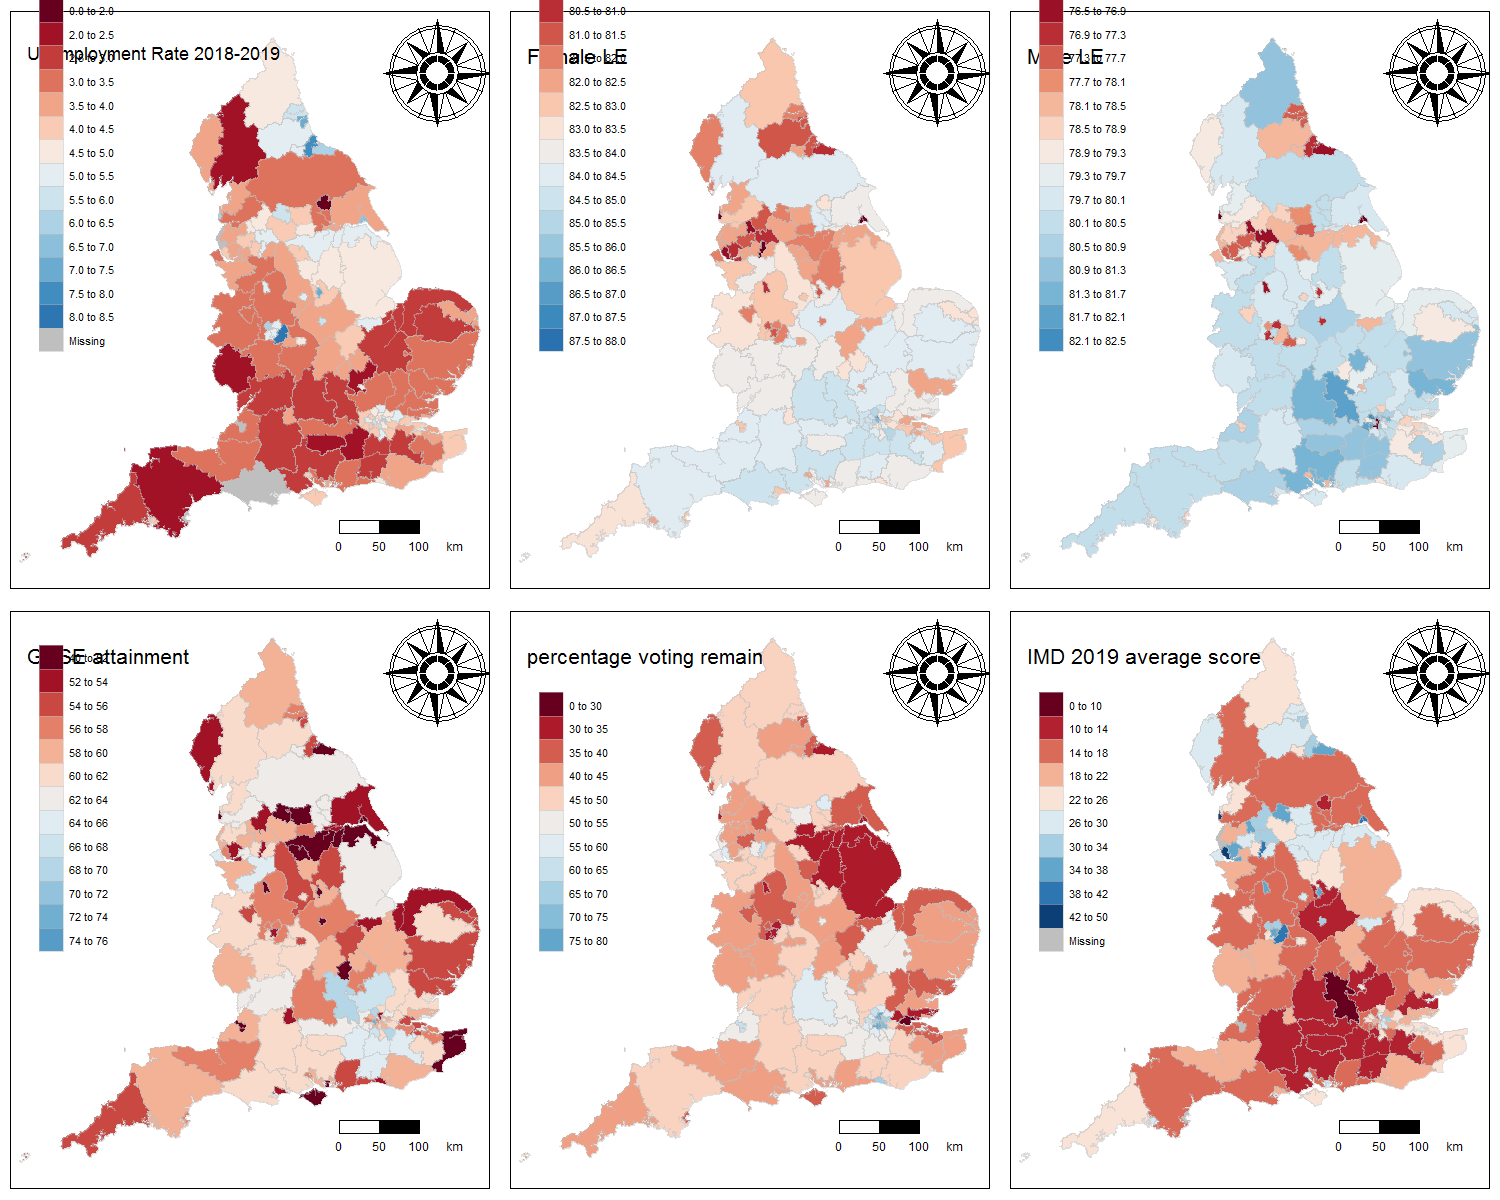 Unemployment Rate 2018-2019
0.0 to 2.0
2.0 to 2.5
2.5 to 3.0
3.0 to 3.5
3.5 to 4.0
4.0 to 4.5
4.5 to 5.0
5.0 to 5.5
5.5 to 6.0
6.0 to 6.5
6.5 to 7.0
7.0 to 7.5
7.5 to 8.0
8.0 to 8.5
Missing
0 50 100 km
Female LE
80.5 to 81.0
81.0 to 81.5
81.5 to 82.0
82.0 to 82.5
82.5 to 83.0
83.0 to 83.5
83.5 to 84.0
84.0 to 84.5
84.5 to 85.0
85.0 to 85.5
85.5 to 86.0
86.0 to 86.5
86.5 to 87.0
87.0 to 87.5
87.5 to 88.0
0 50 100 km
Male LE
76.5 to 76.9
76.9 to 77.3
77.3 to 77.7
77.7 to 78.1
78.1 to 78.5
78.5 to 78.9
78.9 to 79.3
79.3 to 79.7
79.7 to 80.1
80.1 to 80.5
80.5 to 80.9
80.9 to 81.3
81.3 to 81.7
81.7 to 82.1
82.1 to 82.5
0 50 100 km
GCSE attainment
52 to 54
54 to 56
56 to 58
58 to 60
60 to 62
62 to 64
64 to 66
66 to 68
68 to 70
70 to 72
72 to 74
74 to 76
0 50 100 km
percentage voting remain
0 to 30
30 to 35
35 to 40
40 to 45
45 to 50
50 to 55
55 to 60
60 to 65
65 to 70
70 to 75
75 to 80
0 50 100 km
IMD 2019 average score
0 to 10
10 to 14
14 to 18
18 to 22
22 to 26
26 to 30
30 to 34
34 to 38
38 to 42
42 to 50
Missing
0 50 100 km